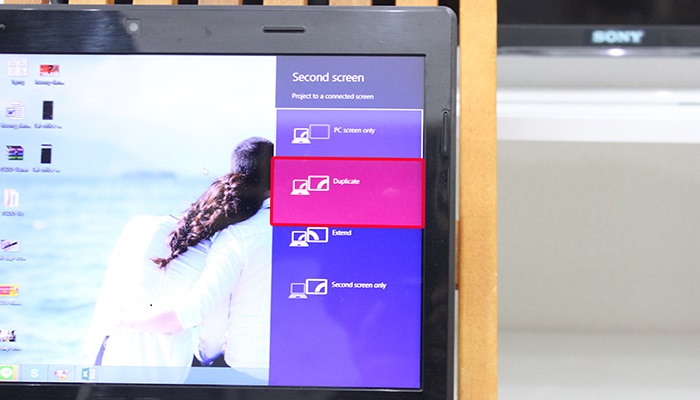 SONY
Second screen
Project to a connected screen
PC screen only
Duplicate
Extend
Second screen only